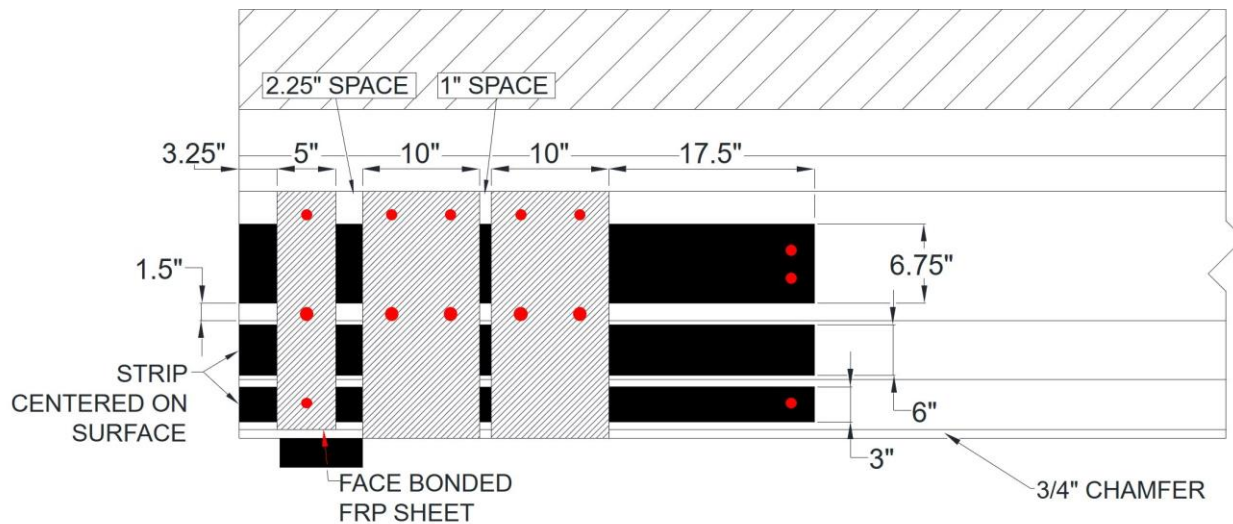 2.25" SPACE
1" SPACE
3.25"
5"
10"
10"
17.5"
1.5"
6.75"
STRIP
CENTERED ON
SURFACE
6"
3"
FACE BONDED
FRP SHEET
3/4" CHAMFER